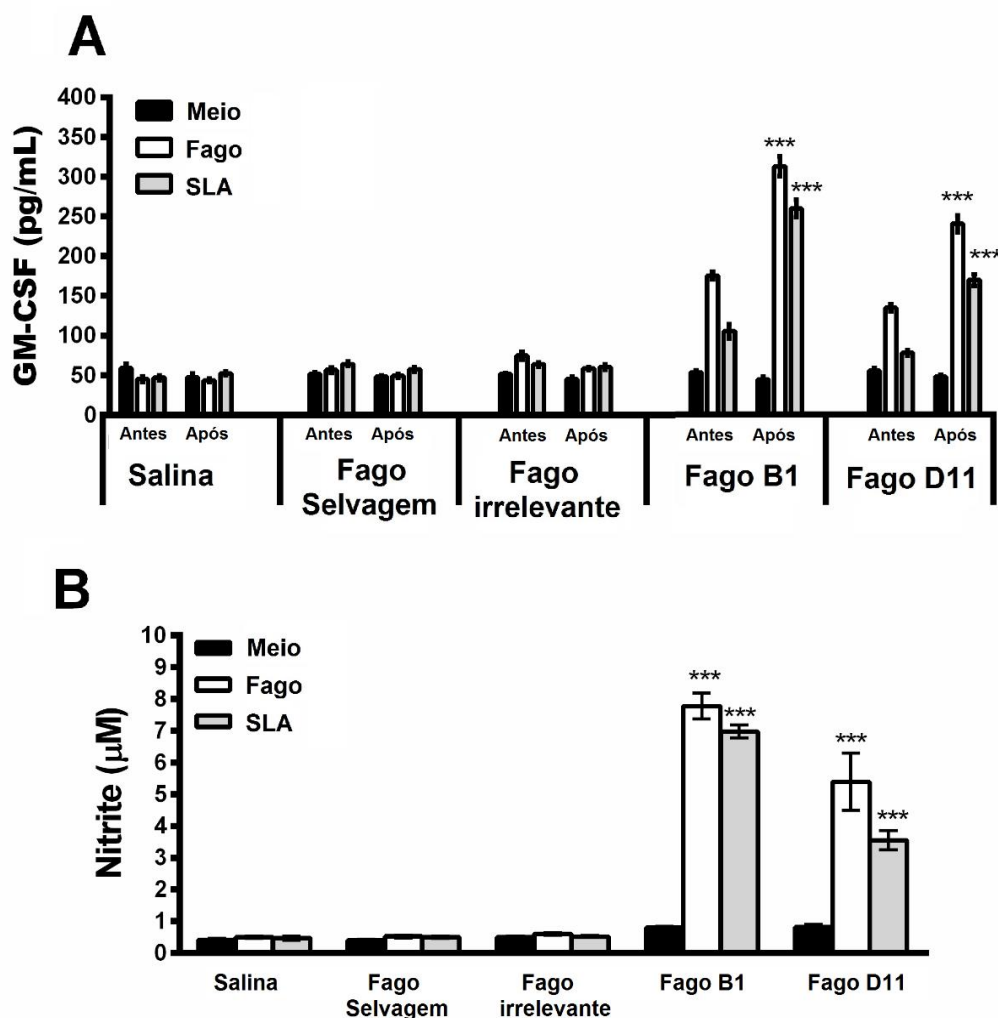 A
GM-CSF (pg/mL)
400
350
300
250
200
150
100
50
0
Meio
Fago
SLA
***
***
***
***
Antes Após Antes Após Antes Após Antes Após Antes Após
Salina
Fago
Selvagem
Fago
irrelevante
Fago B1
Fago D11
B
Nitrite (μM)
10
9
8
7
6
5
4
3
2
1
0
Meio
Fago
SLA
***
***
***
***
Salina
Fago
Selvagem
Fago
irrelevante
Fago B1
Fago D11